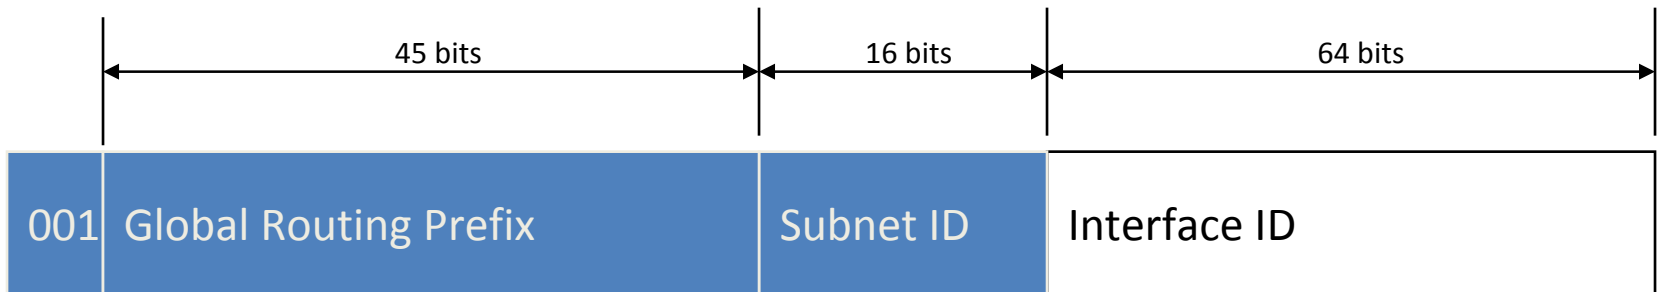 45 bits 16 bits 64 bits
001 Global Routing Prefix Subnet ID Interface ID